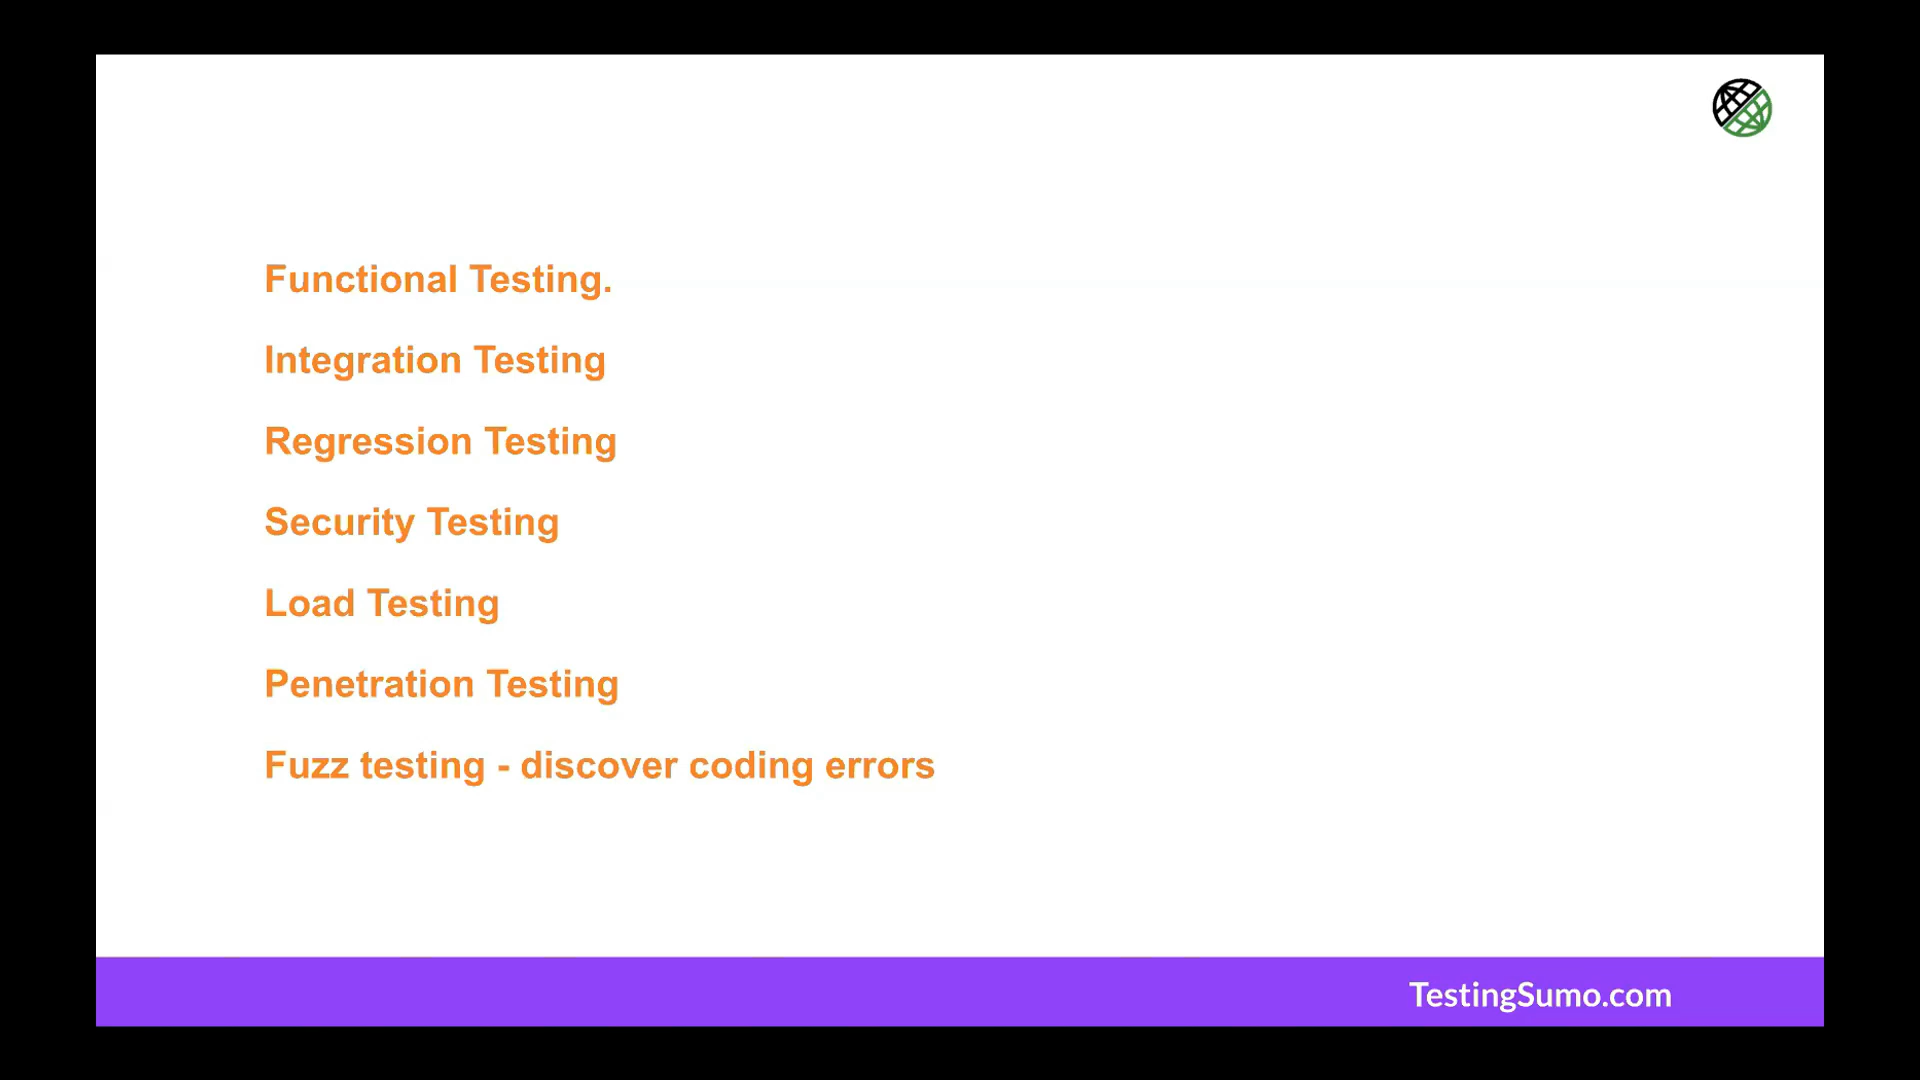 Functional Testing.
Integration Testing
Regression Testing
Security Testing
Load Testing
Penetration Testing
Fuzz testing - discover coding errors
TestingSumo.com